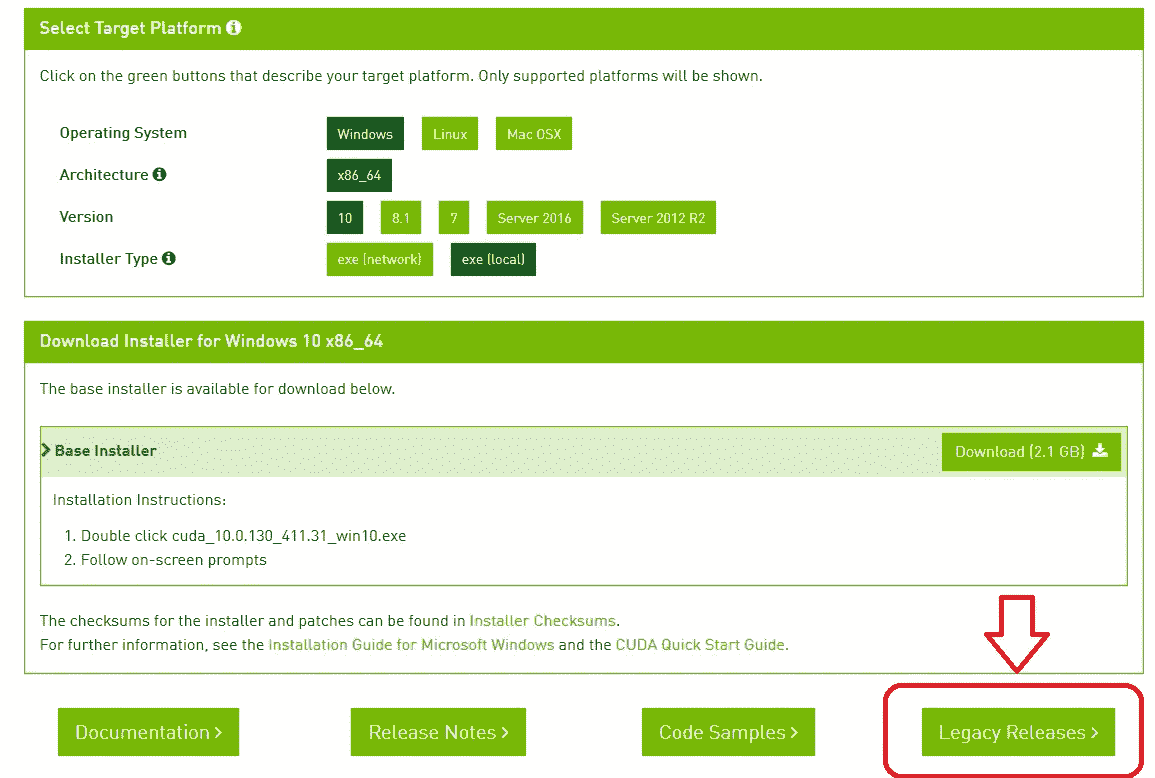 Select Target Platform
Click on the green buttons that describe your target platform. Only supported platforms will be shown.
Operating System Windows Linux Mac OSX
Architecture x86_64
Version 10 8.1 7 Server 2016 Server 2012 R2
Installer Type exe (network) exe (local)
Download Installer for Windows 10 x86_64
The base installer is available for download below.
Base Installer Download (2.1 GB)
Installation Instructions:
1. Double click cuda_10.0.130_411.31_win10.exe
2. Follow on-screen prompts
The checksums for the installer and patches can be found in Installer Checksums.
For further information, see the Installation Guide for Microsoft Windows and the CUDA Quick Start Guide.
Documentation > Release Notes > Code Samples > Legacy Releases >